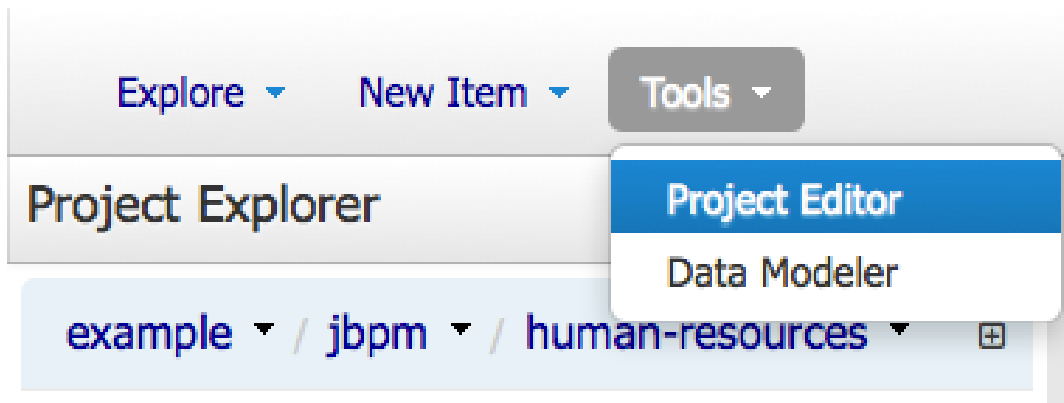 Explore New Item Tools
Project Explorer
Project Editor
Data Modeler
example / jbpm / human-resources